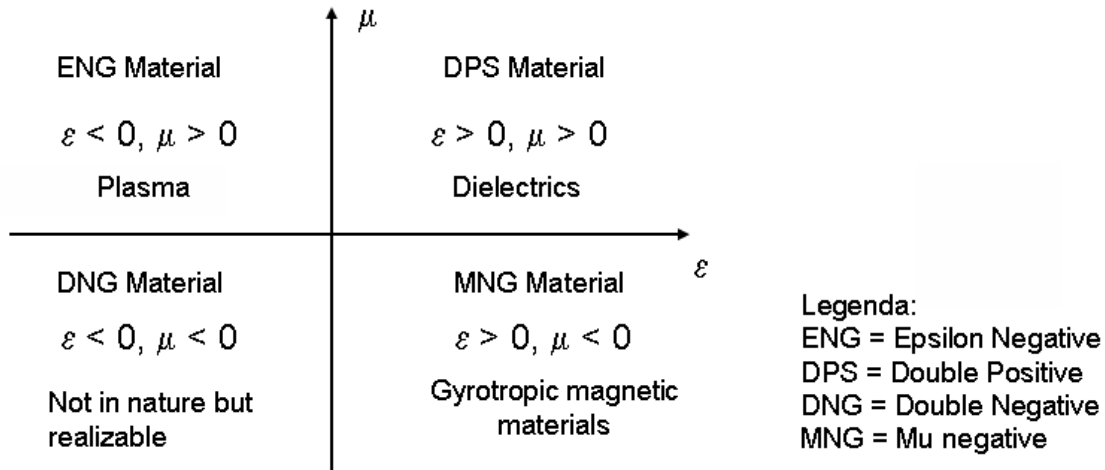 μ
ENG Material
ε < 0, μ > 0
Plasma
DPS Material
ε > 0, μ > 0
Dielectrics
ε
DNG Material
ε < 0, μ < 0
Not in nature but
realizable
MNG Material
ε > 0, μ < 0
Gyrotropic magnetic
materials
Legenda:
ENG = Epsilon Negative
DPS = Double Positive
DNG = Double Negative
MNG = Mu negative